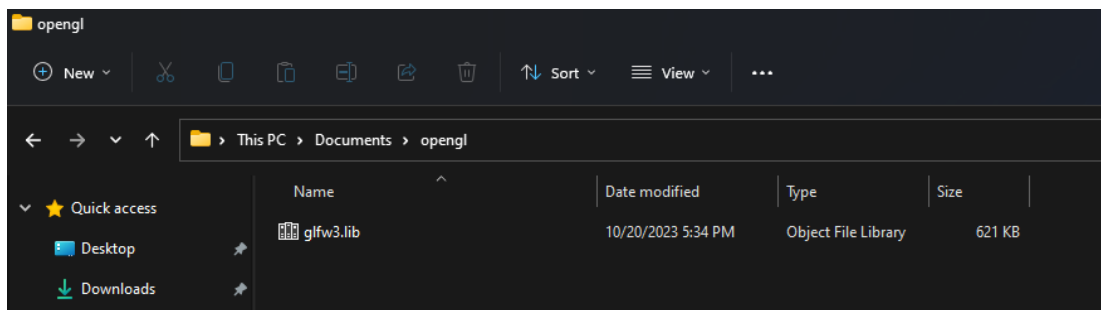 opengl
New Sort View
This PC Documents opengl
Name Date modified Type Size
Quick access
glfw3.lib 10/20/2023 5:34 PM Object File Library 621 KB
Desktop
Downloads